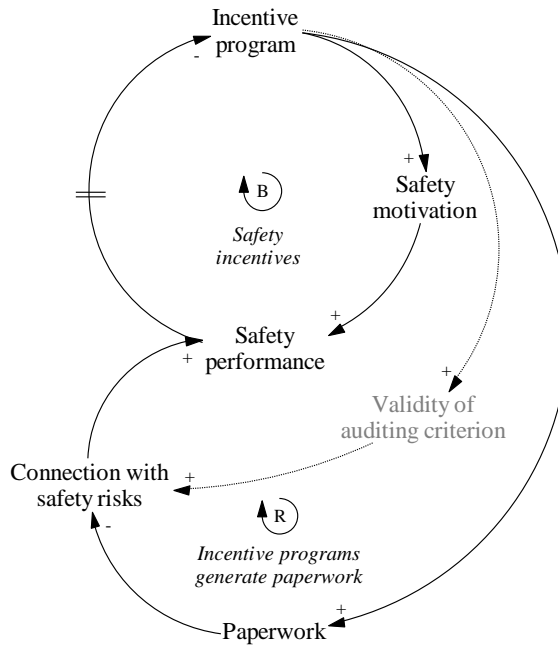 Incentive
program
-
+
B
Safety
motivation
Safety
incentives
+
Safety
performance
+
+
Validity of
auditing criterion
Connection with
safety risks
+
-
R
Incentive programs
generate paperwork
+
Paperwork